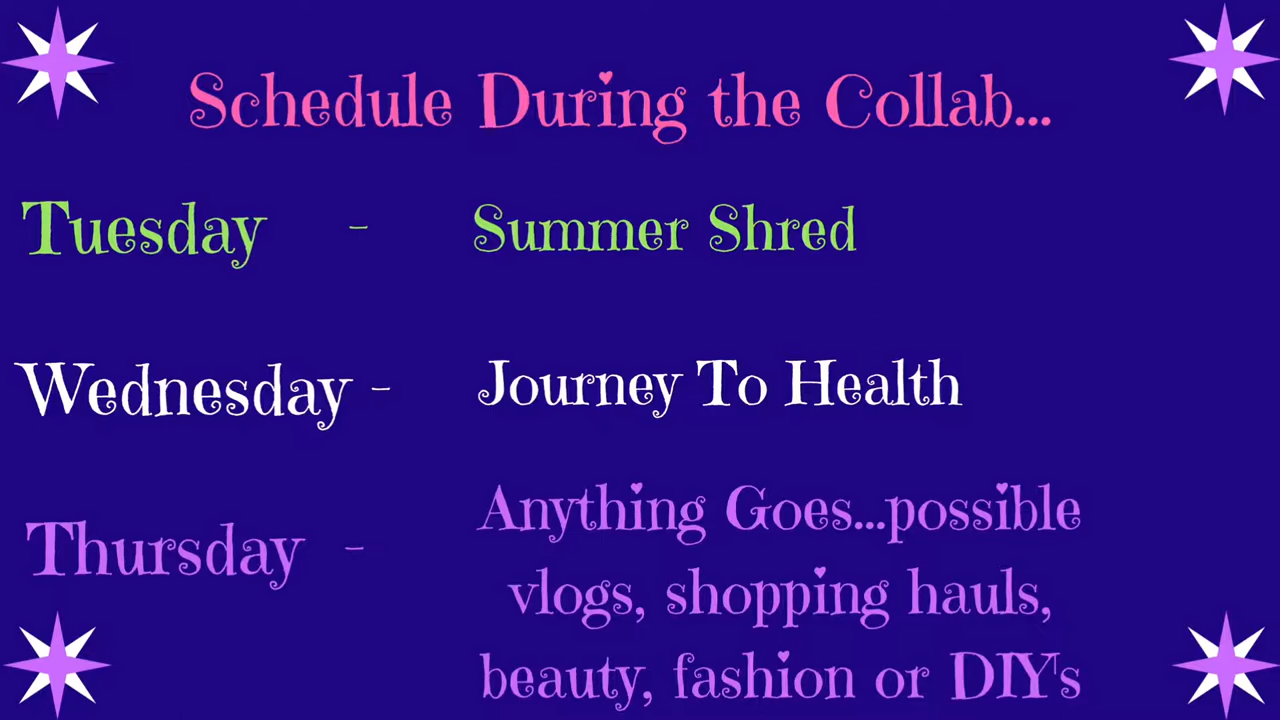 Schedule During the Collab...
Tuesday - Summer Shred
Wednesday - Journey To Health
Thursday - Anything Goes...possible
vlogs, shopping hauls,
beauty, fashion or DIY's